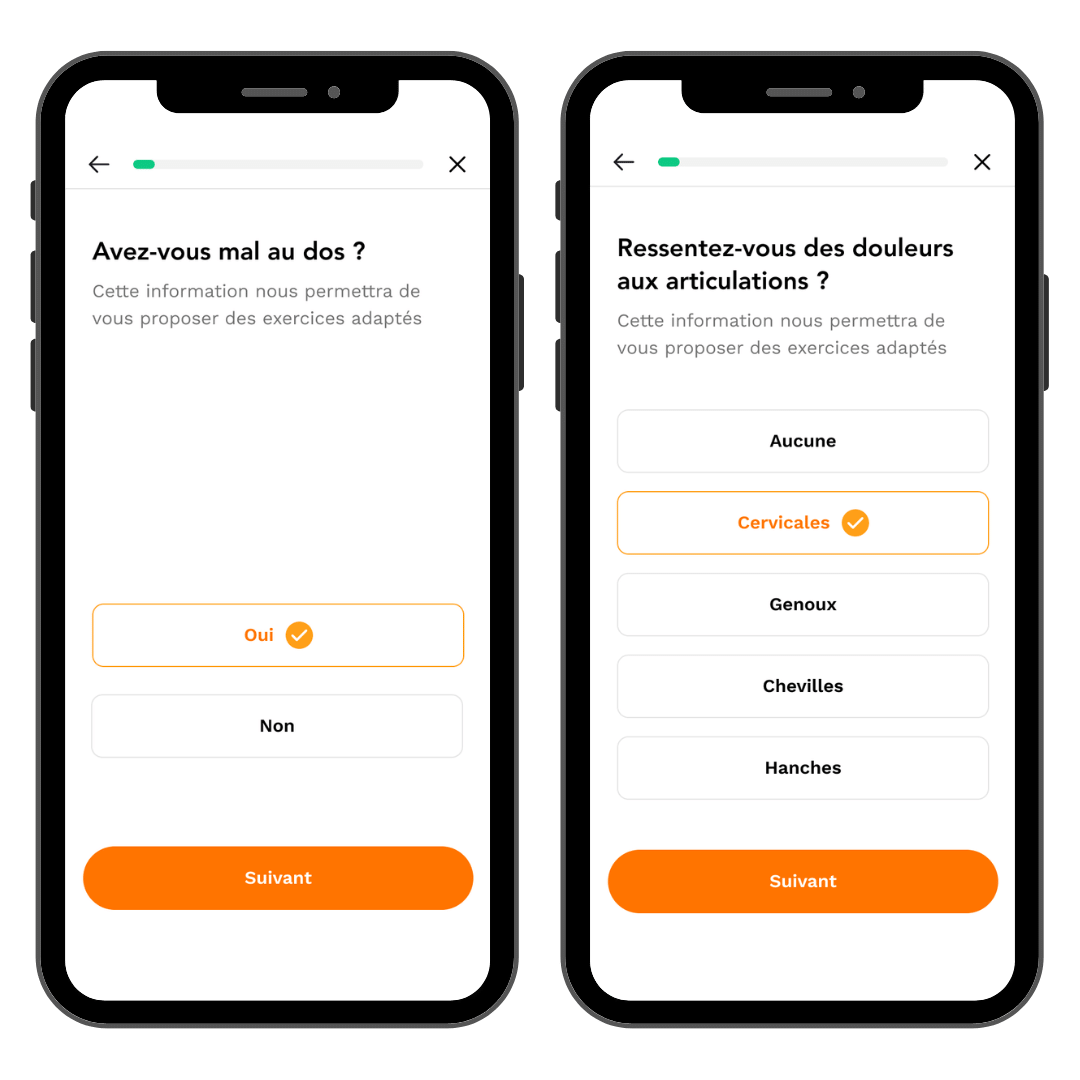 Avez-vous mal au dos ?
Cette information nous permettra de
vous proposer des exercices adaptés
Oui
Non
Suivant
Ressentez-vous des douleurs
aux articulations ?
Cette information nous permettra de
vous proposer des exercices adaptés
Aucune
Cervicales
Genoux
Chevilles
Hanches
Suivant